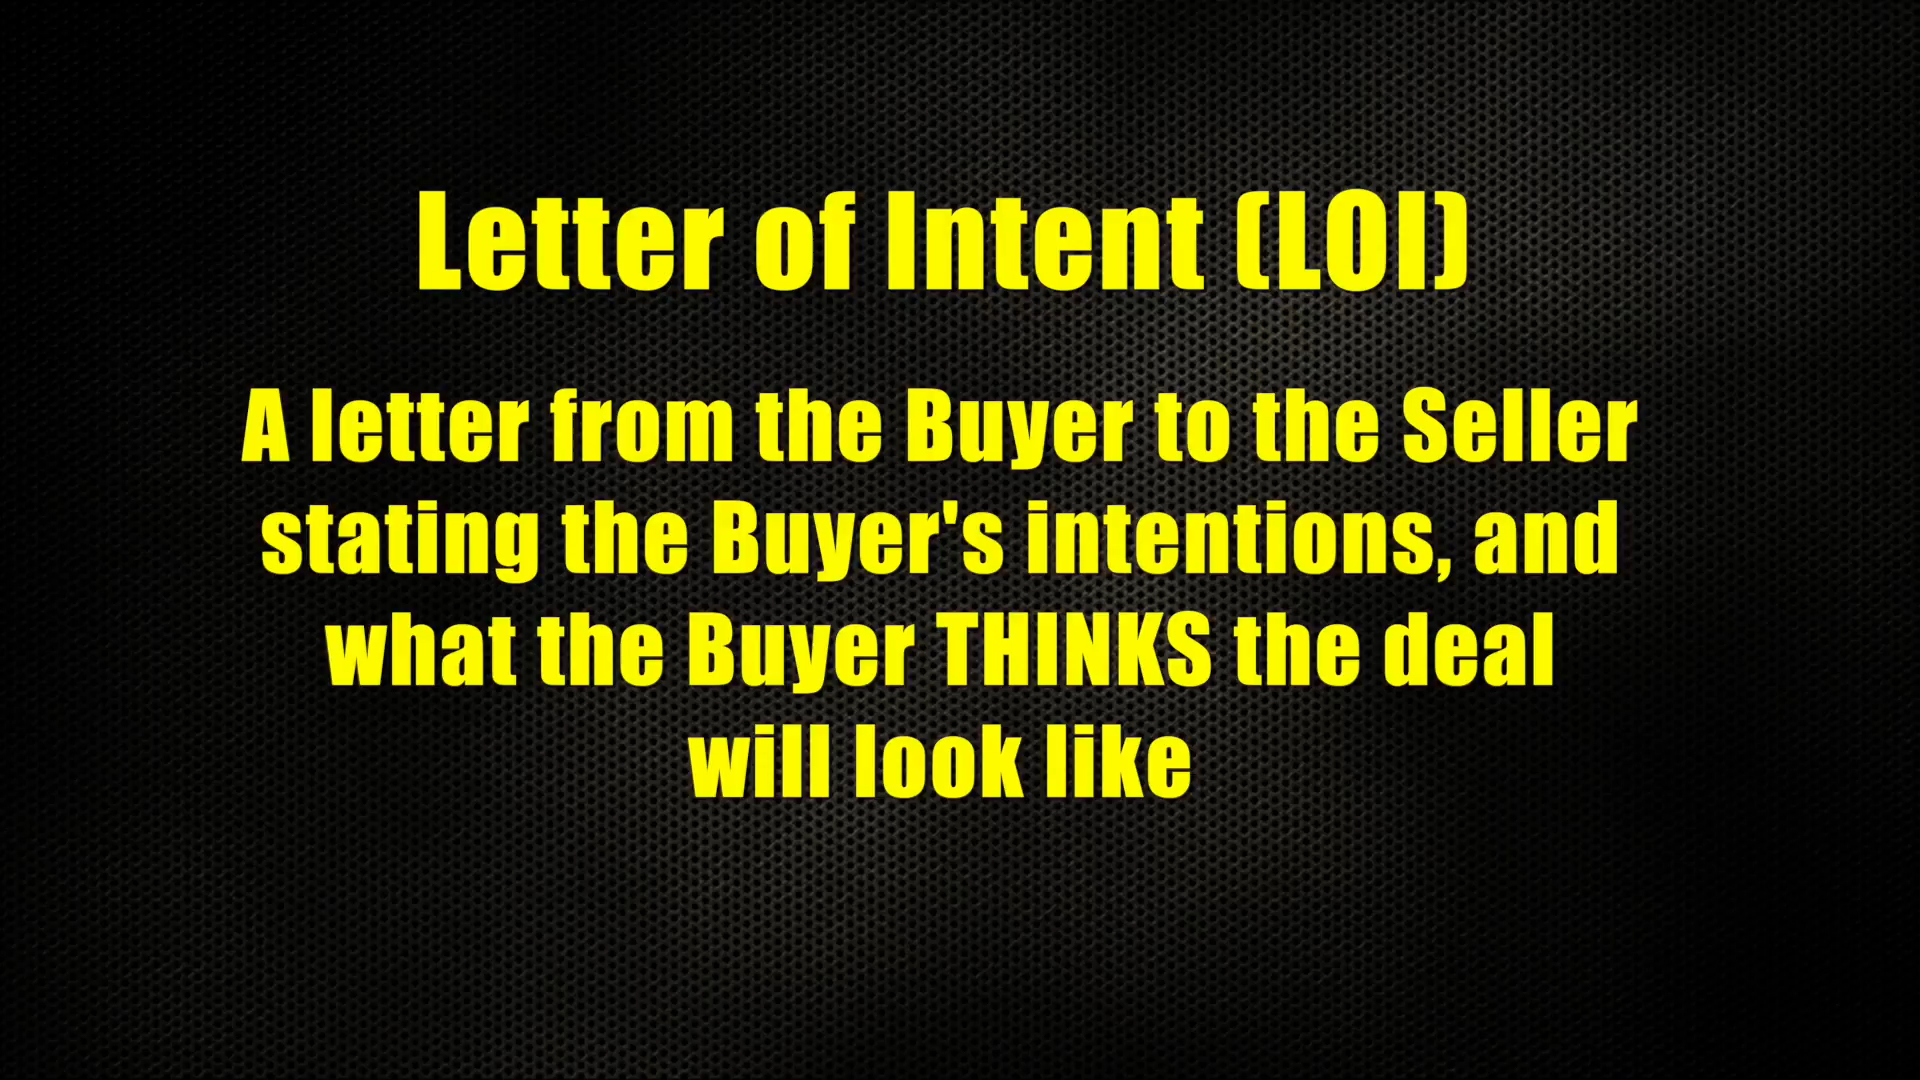 Letter of Intent (LOI)
A letter from the Buyer to the Seller
stating the Buyer's intentions, and
what the Buyer THINKS the deal
will look like